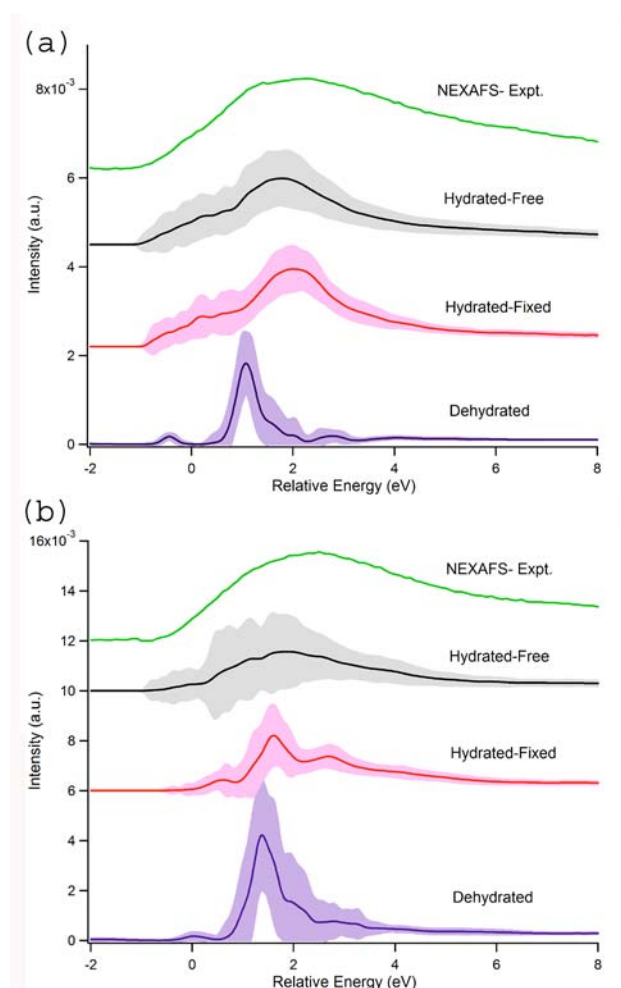 (a)
8x10⁻³
NEXAFS- Expt.
6
Hydrated-Free
4
Hydrated-Fixed
2
Dehydrated
0
-2 0 2 4 6 8
Relative Energy (eV)
Intensity (a.u.)
(b)
16x10⁻³
NEXAFS- Expt.
14
12
Hydrated-Free
10
8
Hydrated-Fixed
6
4
Dehydrated
2
0
-2 0 2 4 6 8
Relative Energy (eV)
Intensity (a.u.)